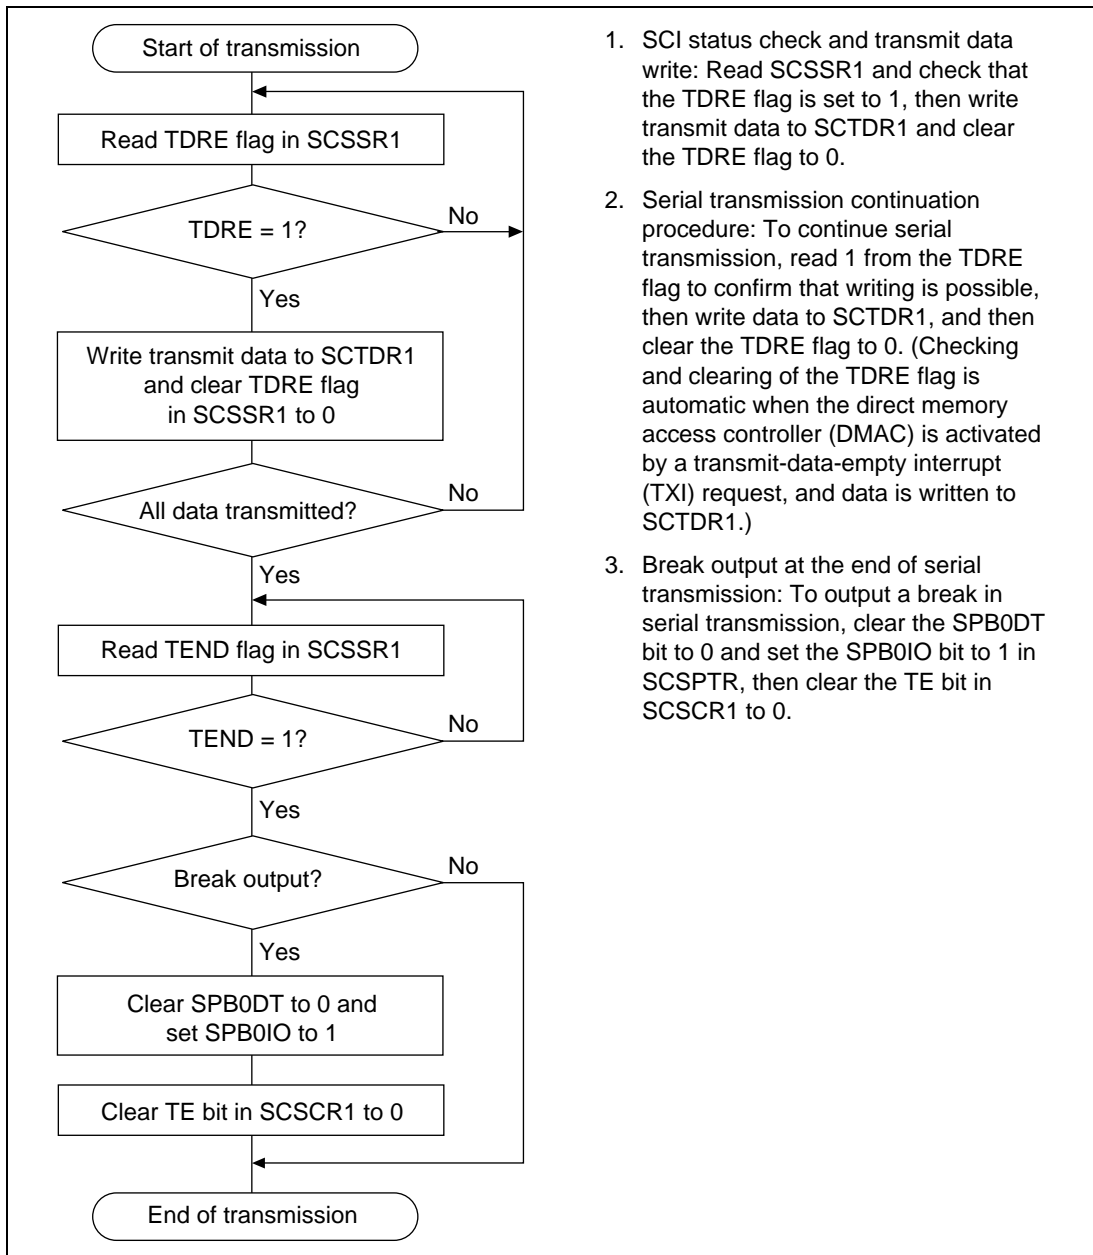 Start of transmission
Read TDRE flag in SCSSR1
TDRE = 1?
No
Yes
Write transmit data to SCTDR1
and clear TDRE flag
in SCSSR1 to 0
All data transmitted?
No
Yes
Read TEND flag in SCSSR1
TEND = 1?
No
Yes
Break output?
No
Yes
Clear SPB0DT to 0 and
set SPB0IO to 1
Clear TE bit in SCSCR1 to 0
End of transmission
1. SCI status check and transmit data
write: Read SCSSR1 and check that
the TDRE flag is set to 1, then write
transmit data to SCTDR1 and clear
the TDRE flag to 0.
2. Serial transmission continuation
procedure: To continue serial
transmission, read 1 from the TDRE
flag to confirm that writing is possible,
then write data to SCTDR1, and then
clear the TDRE flag to 0. (Checking
and clearing of the TDRE flag is
automatic when the direct memory
access controller (DMAC) is activated
by a transmit-data-empty interrupt
(TXI) request, and data is written to
SCTDR1.)
3. Break output at the end of serial
transmission: To output a break in
serial transmission, clear the SPB0DT
bit to 0 and set the SPB0IO bit to 1 in
SCSPTR, then clear the TE bit in
SCSCR1 to 0.